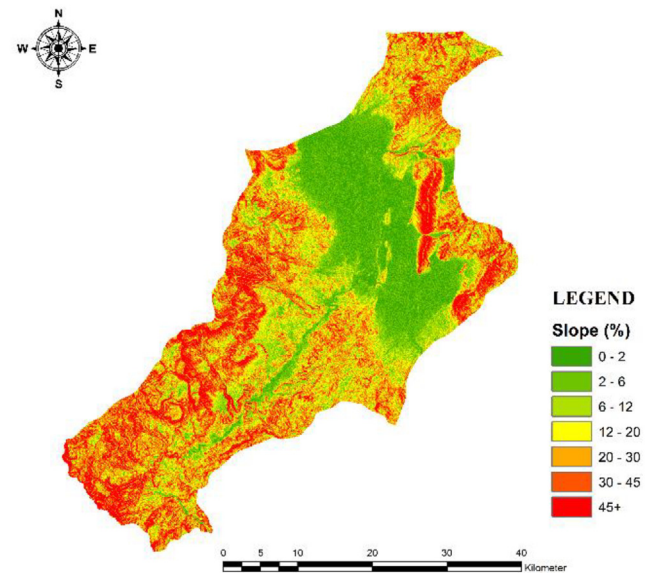 N
W E
S
LEGEND
Slope (%)
0 - 2
2 - 6
6 - 12
12 - 20
20 - 30
30 - 45
45+
0 5 10 20 30 40
Kilometer